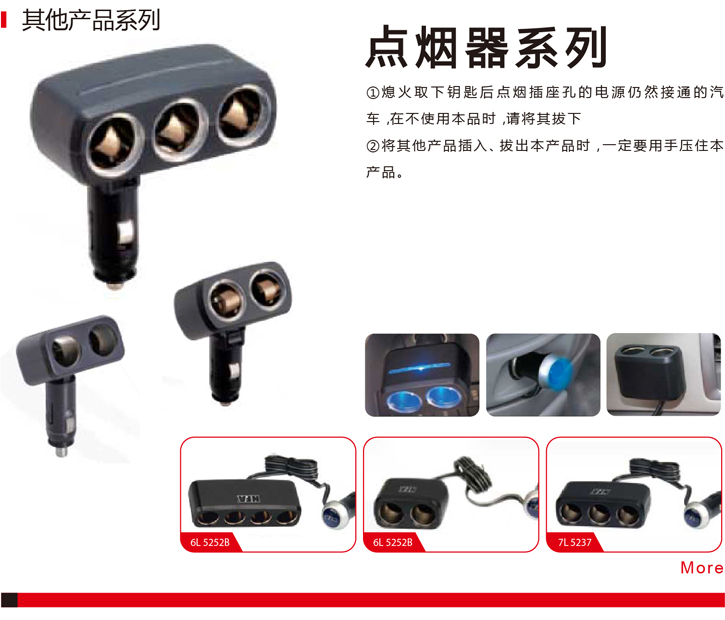 其他产品系列
点烟器系列
①熄火取下钥匙后点烟插座孔的电源仍然接通的汽
车,在不使用本品时,请将其拔下
②将其他产品插入、拔出本产品时,一定要用手压住本
产品。
NFA
6L 5252B
6L 5252B
7L 5237
More